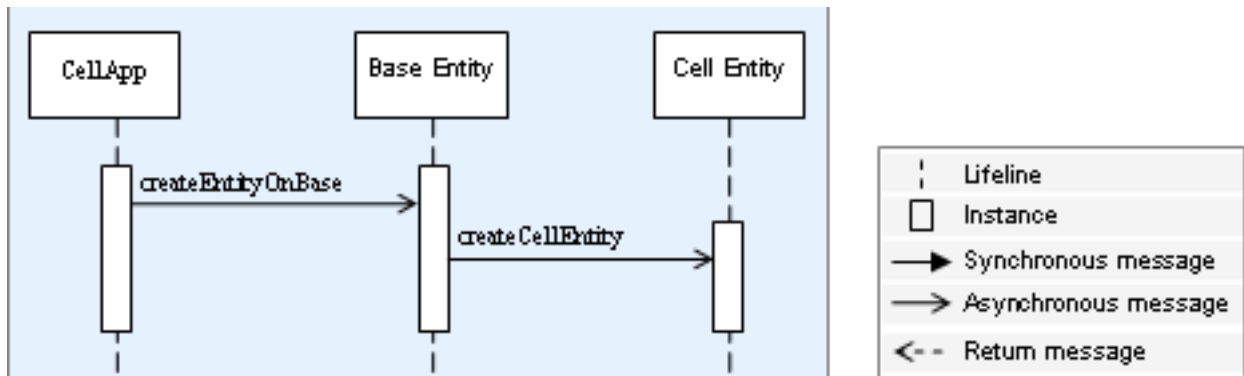 CellApp
Base Entity
Cell Entity
createEntityOnBase
createCellEntity
Lifeline
Instance
Synchronous message
Asynchronous message
Return message